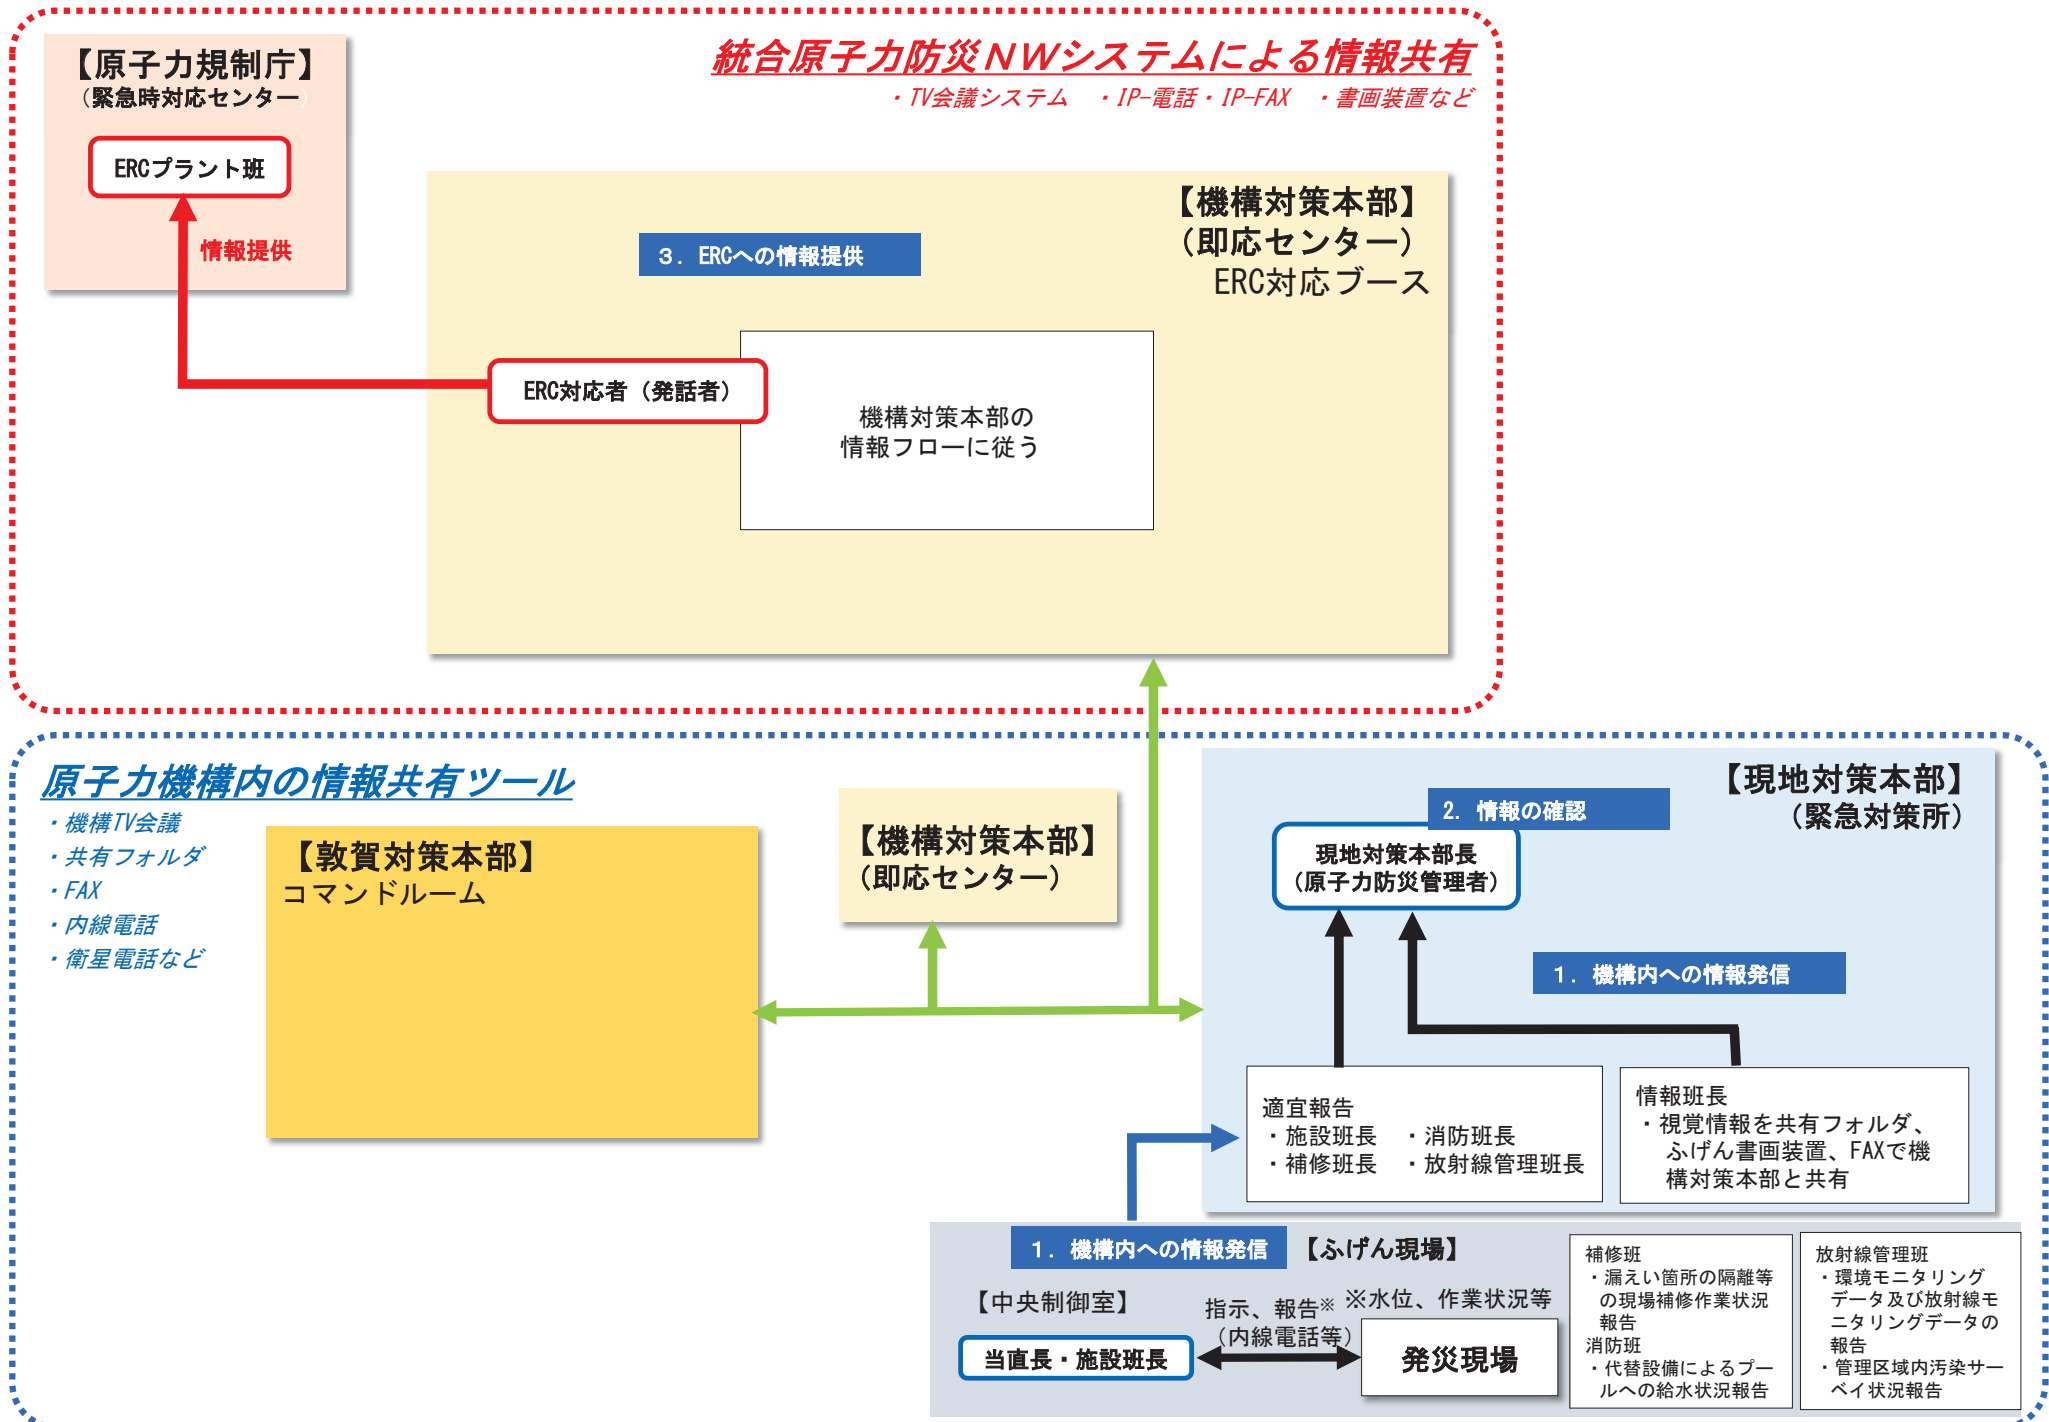 【原子力規制庁】
（緊急時対応センター）
ERCプラント班
情報提供
統合原子力防災ＮＷシステムによる情報共有
・TV会議システム　・IP-電話・IP-FAX　・書画装置など
【機構対策本部】
（即応センター）
ERC対応ブース
３．ERCへの情報提供
ERC対応者（発話者）
機構対策本部の
情報フローに従う
原子力機構内の情報共有ツール
・機構TV会議
・共有フォルダ
・FAX
・内線電話
・衛星電話など
【敦賀対策本部】
コマンドルーム
【機構対策本部】
（即応センター）
【現地対策本部】
（緊急対策所）
2. 情報の確認
現地対策本部長
（原子力防災管理者）
１．機構内への情報発信
適宜報告
・施設班長　・消防班長
・補修班長　・放射線管理班長
情報班長
・視覚情報を共有フォルダ、
ふげん書画装置、FAXで機
構対策本部と共有
１．機構内への情報発信
【ふげん現場】
【中央制御室】
指示、報告※
（内線電話等）
※水位、作業状況等
当直長・施設班長
発災現場
補修班
・漏えい箇所の隔離等
の現場補修作業状況
報告
消防班
・代替設備によるプー
ルへの給水状況報告
放射線管理班
・環境モニタリング
データ及び放射線モ
ニタリングデータの
報告
・管理区域内汚染サー
ベイ状況報告